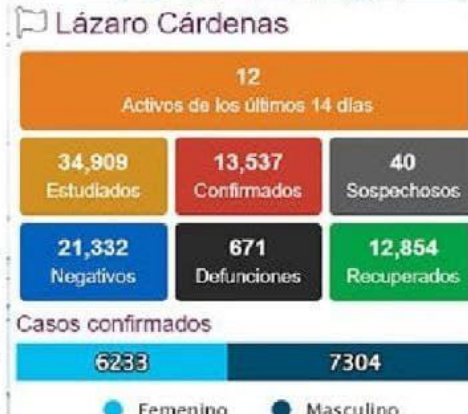 Lázaro Cárdenas
12
Activos de los últimos 14 días
34,909
Estudiados
13,537
Confirmados
40
Sospechosos
21,332
Negativos
671
Defunciones
12,854
Recuperados
Casos confirmados
6233 7304
Femenino Masculino